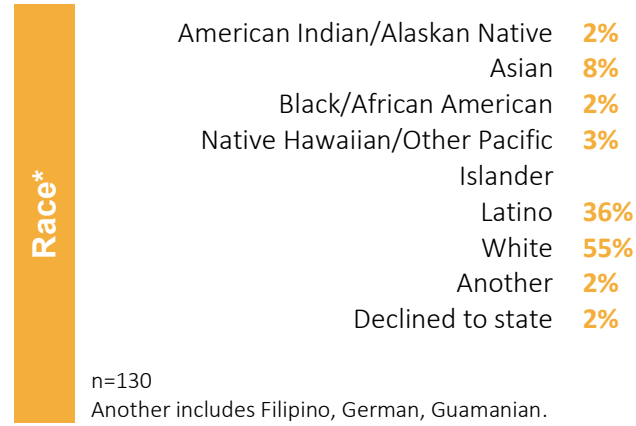 Race*
American Indian/Alaskan Native 2%
Asian 8%
Black/African American 2%
Native Hawaiian/Other Pacific 3%
Islander
Latino 36%
White 55%
Another 2%
Declined to state 2%
n=130
Another includes Filipino, German, Guamanian.